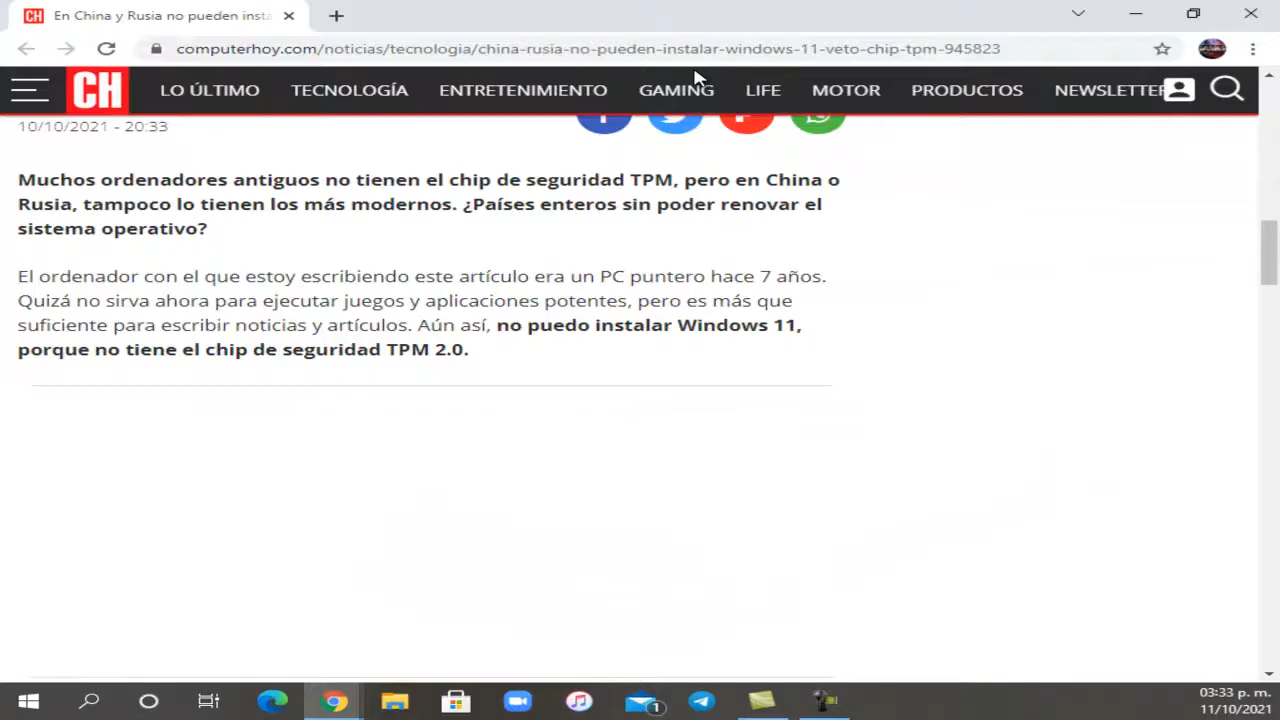 CH En China y Rusia no pueden insta
computerhoy.com/noticias/tecnologia/china-rusia-no-pueden-instalar-windows-11-veto-chip-tpm-945823
CH LO ÚLTIMO TECNOLOGÍA ENTRETENIMIENTO GAMING LIFE MOTOR PRODUCTOS NEWSLETTER
10/10/2021 - 20:33
Muchos ordenadores antiguos no tienen el chip de seguridad TPM, pero en China o
Rusia, tampoco lo tienen los más modernos. ¿Países enteros sin poder renovar el
sistema operativo?
El ordenador con el que estoy escribiendo este artículo era un PC puntero hace 7 años.
Quizá no sirva ahora para ejecutar juegos y aplicaciones potentes, pero es más que
suficiente para escribir noticias y artículos. Aún así, no puedo instalar Windows 11,
porque no tiene el chip de seguridad TPM 2.0.
1
03:33 p. m.
11/10/2021